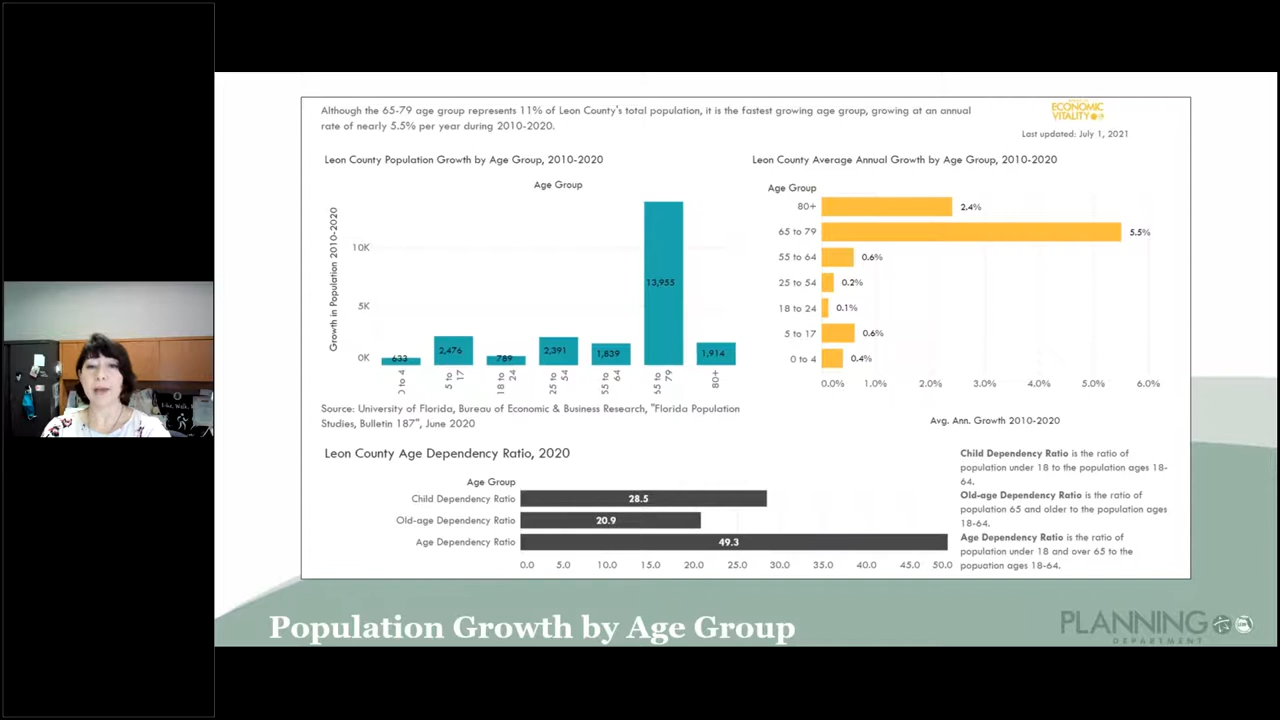 Although the 65-79 age group represents 11% of Leon County's total population, it is the fastest growing age group, growing at an annual
rate of nearly 5.5% per year during 2010-2020.
ECONOMIC
VITALITY
Last updated: July 1, 2021
Leon County Population Growth by Age Group, 2010-2020
Age Group
Growth in Population 2010-2020
10K
5K
0K
633
2,476
789
2,391
1,839
13,955
1,914
0 to 4
5 to
17
18 to
24
25 to
54
55 to
64
79
80+
Source: University of Florida, Bureau of Economic & Business Research, "Florida Population
Studies, Bulletin 187", June 2020
Leon County Average Annual Growth by Age Group, 2010-2020
Age Group
80+ 2.4%
65 to 79 5.5%
55 to 64 0.6%
25 to 54 0.2%
18 to 24 0.1%
5 to 17 0.6%
0 to 4 0.4%
0.0% 1.0% 2.0% 3.0% 4.0% 5.0% 6.0%
Avg. Ann. Growth 2010-2020
Leon County Age Dependency Ratio, 2020
Age Group
Child Dependency Ratio 28.5
Old-age Dependency Ratio 20.9
Age Dependency Ratio 49.3
0.0 5.0 10.0 15.0 20.0 25.0 30.0 35.0 40.0 45.0 50.0
Child Dependency Ratio is the ratio of
population under 18 to the population ages 18-
64.
Old-age Dependency Ratio is the ratio of
population 65 and older to the population ages
18-64.
Age Dependency Ratio is the ratio of
population under 18 and over 65 to the
popuation ages 18-64.
Population Growth by Age Group
PLANNING
DEPARTMENT